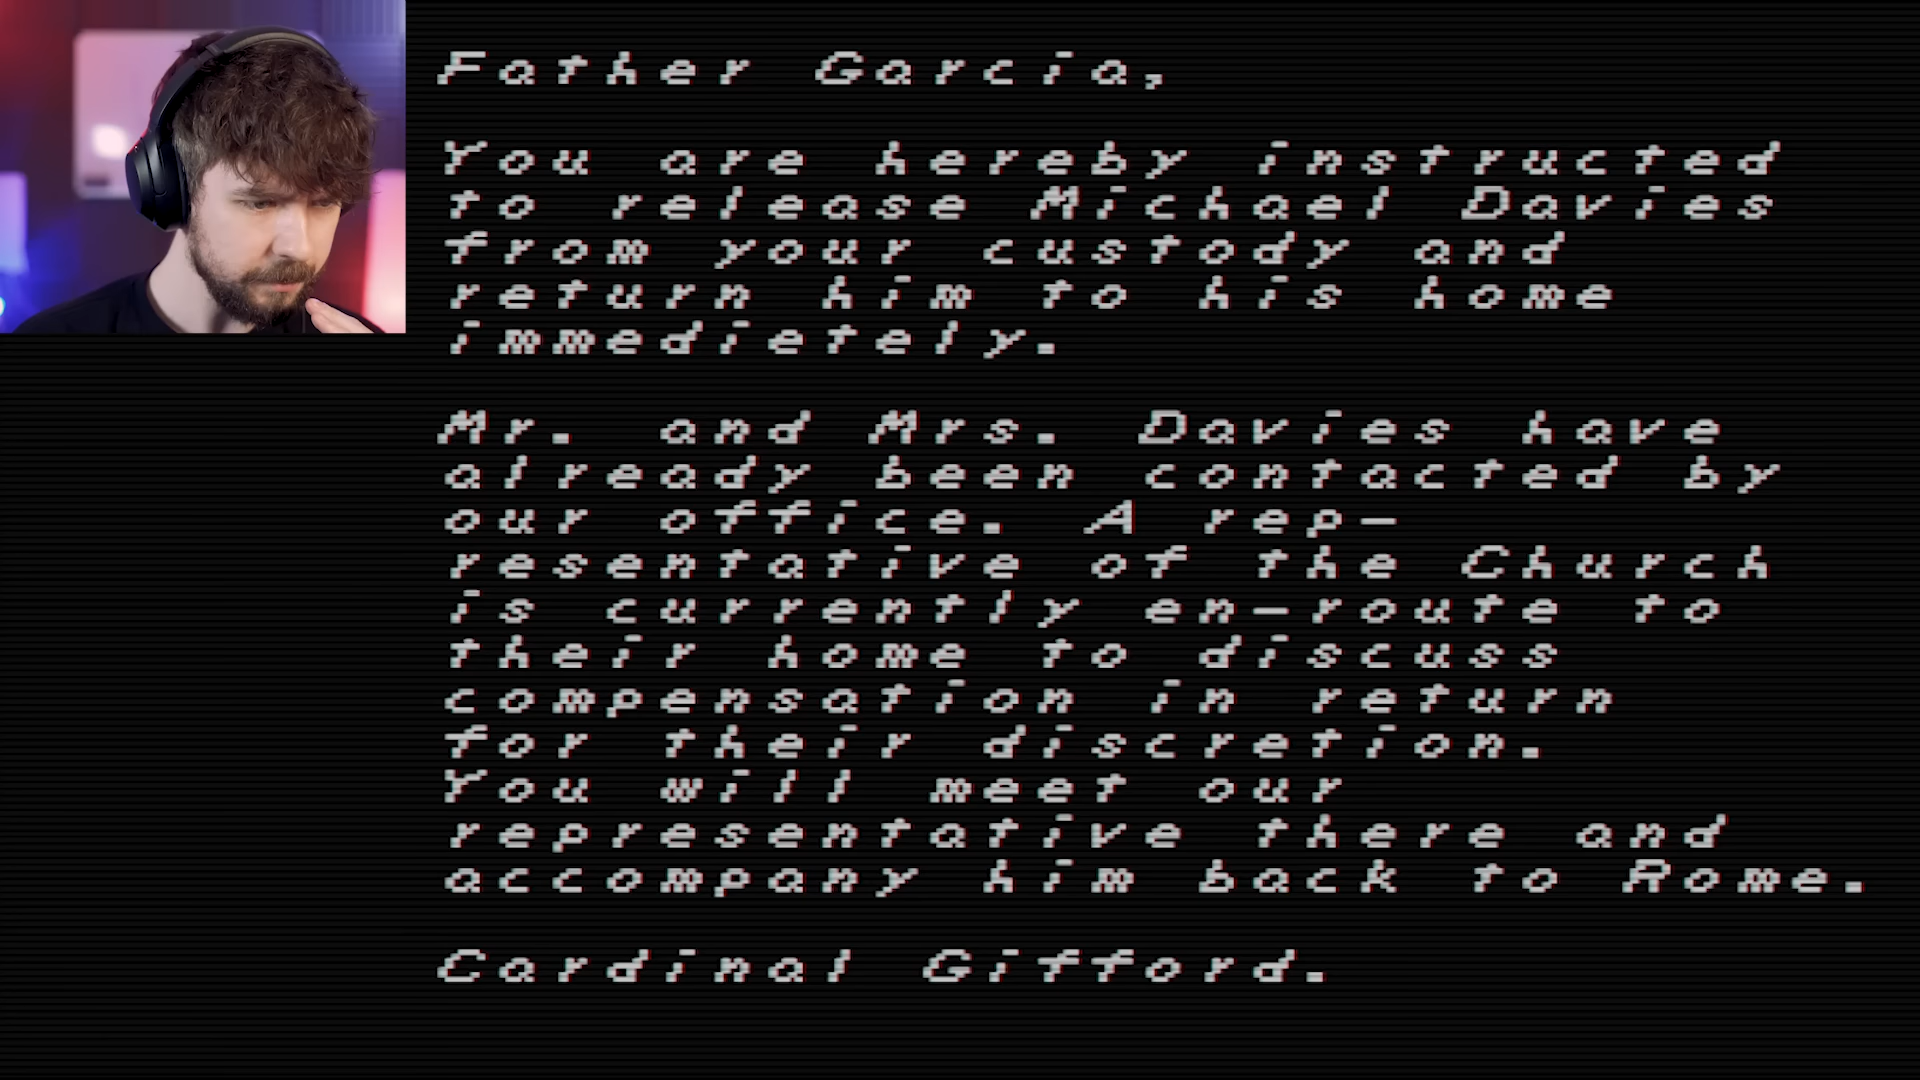 Father Garcia,
You are hereby instructed
to release Michael Davies
from your custody and
return him to his home
immedietely.
Mr. and Mrs. Davies have
already been contacted by
our office. A rep-
resentative of the Church
is currently en-route to
their home to discuss
compensation in return
for their discretion.
You will meet our
representative there and
accompany him back to Rome.
Cardinal Gifford.